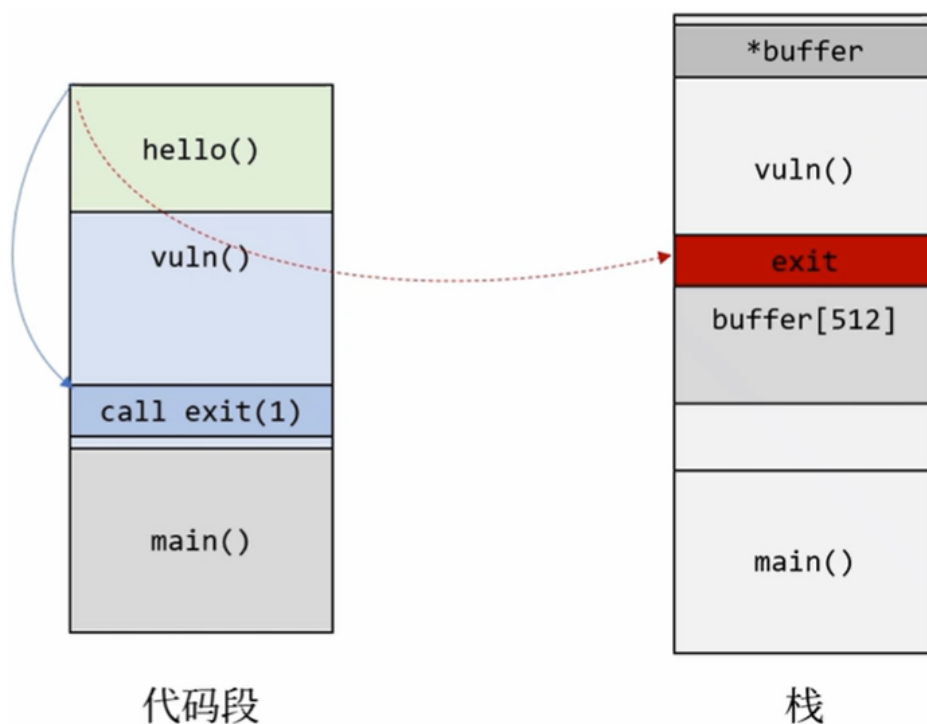 hello()
vuln()
call exit(1)
main()
代码段
*buffer
vuln()
exit
buffer[512]
main()
栈